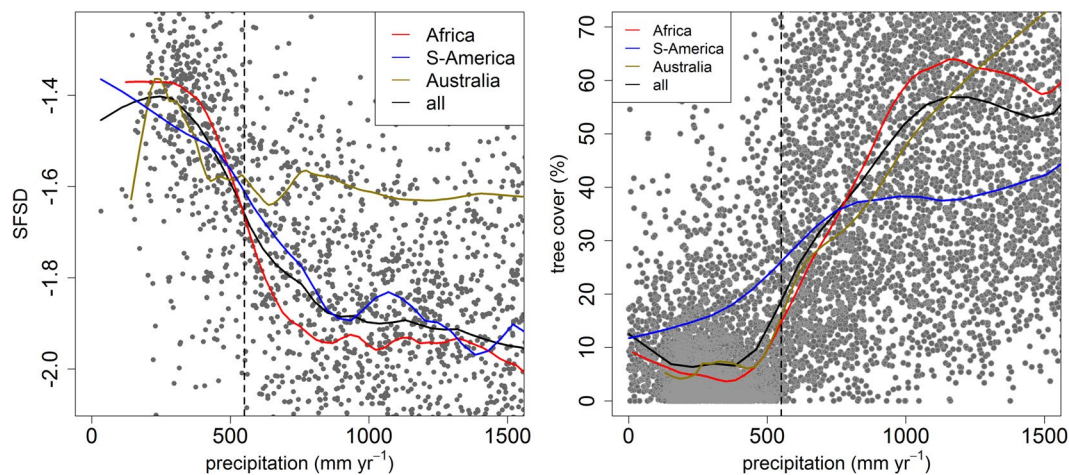 Africa
S-America
Australia
all
SFSD
-1.4
-1.6
-1.8
-2.0
0
500
1000
1500
precipitation (mm yr⁻¹)
Africa
S-America
Australia
all
tree cover (%)
70
60
50
40
30
20
10
0
0
500
1000
1500
precipitation (mm yr⁻¹)